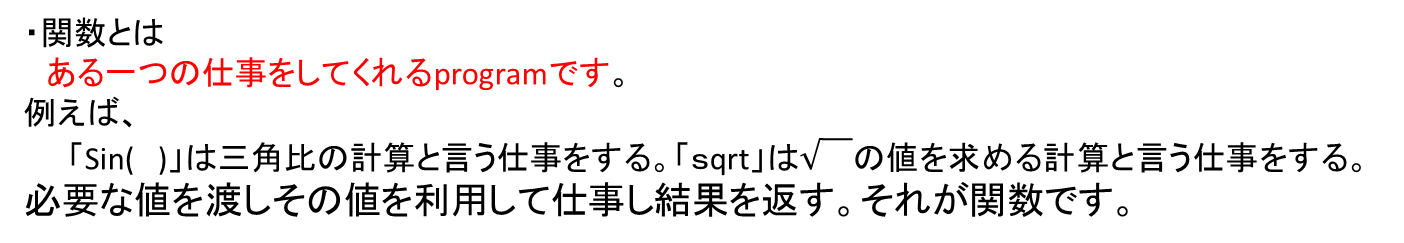 ・関数とは
ある一つの仕事をしてくれるprogramです。
例えば、
「Sin( )」は三角比の計算と言う仕事をする。「sqrt」は√ の値を求める計算と言う仕事をする。
必要な値を渡しその値を利用して仕事し結果を返す。それが関数です。